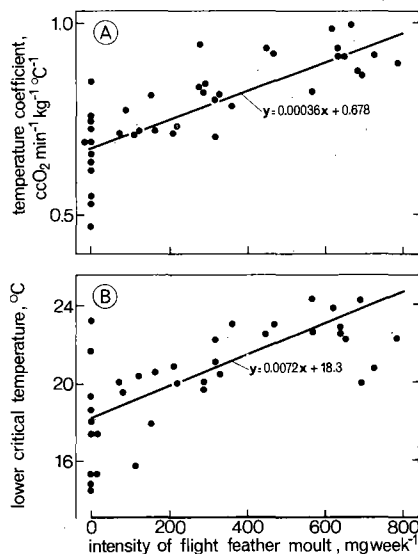 A
1.0
0.5
temperature coefficient,
ccO₂ min⁻¹ kg⁻¹ °C⁻¹
y=0.00036x + 0.678
B
24
20
16
lower critical temperature, °C
y=0.0072x + 18.3
0 200 400 600 800
intensity of flight feather moult, mg week⁻¹